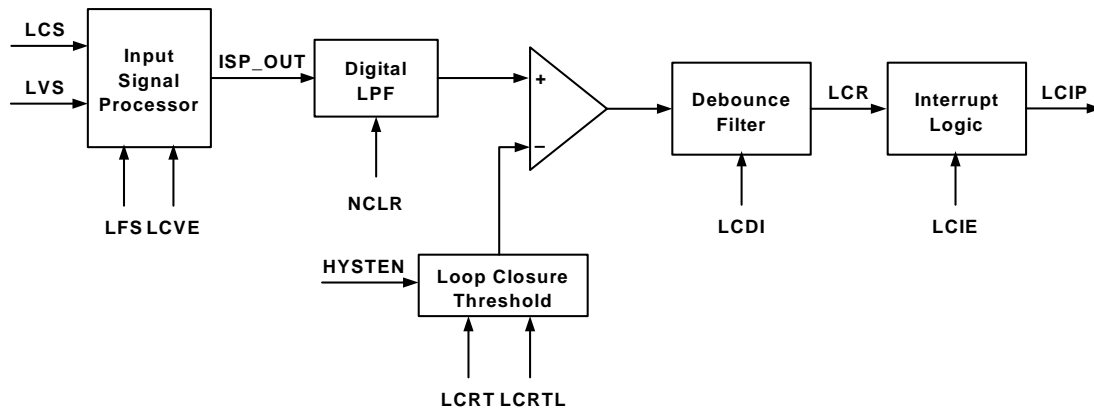 LCS
LVS
Input
Signal
Processor
ISP_OUT
Digital
LPF
+
−
Debounce
Filter
LCR
Interrupt
Logic
LCIP
LFS LCVE
NCLR
LCDI
LCIE
HYSTEN
Loop Closure
Threshold
LCRT LCRTL